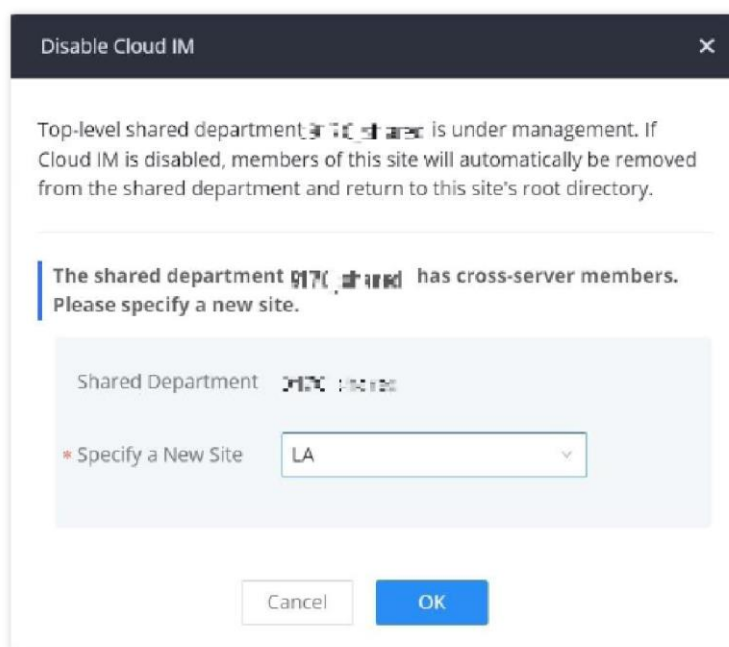 Disable Cloud IM
Top-level shared department is under management. If
Cloud IM is disabled, members of this site will automatically be removed
from the shared department and return to this site's root directory.
The shared department has cross-server members.
Please specify a new site.
Shared Department
* Specify a New Site LA
Cancel OK